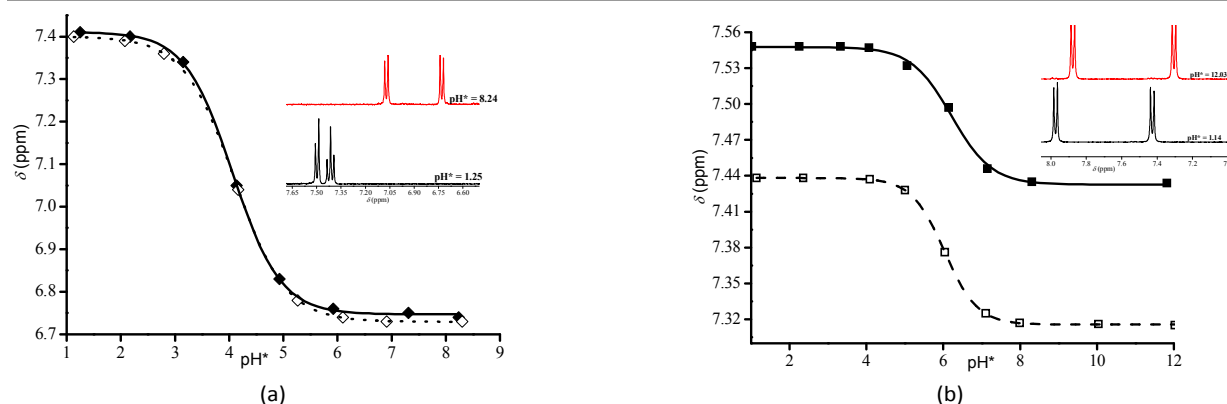 7.4
7.3
7.2
7.1
7.0
6.9
6.8
6.7
δ (ppm)
1 2 3 4 5 6 7 8 9
pH*
pH* = 8.24
pH* = 1.25
7.65 7.50 7.35 7.20 7.05 6.90 6.75 6.60
δ (ppm)
(a)
7.56
7.53
7.50
7.47
7.44
7.41
7.38
7.35
7.32
δ (ppm)
2 4 6 8 10 12
pH*
pH* = 12.03
pH* = 1.14
8.0 7.8 7.6 7.4 7.2
δ (ppm)
(b)